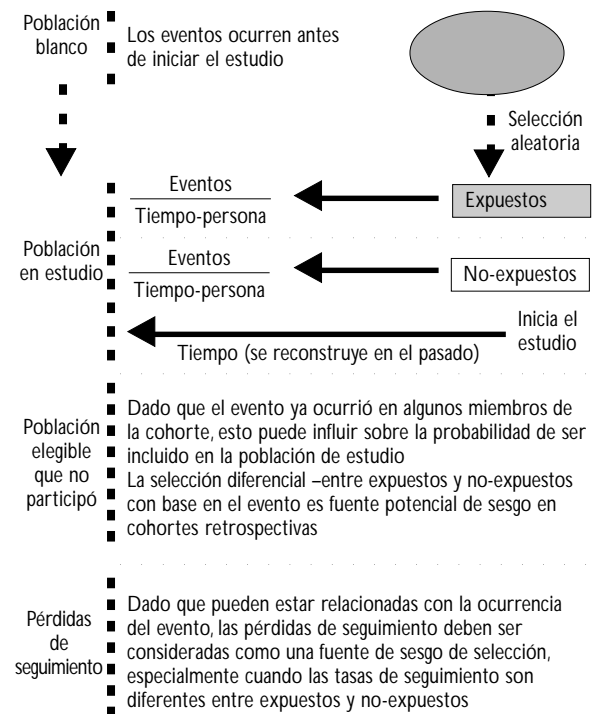 Población
blanco
Los eventos ocurren antes
de iniciar el estudio
Selección
aleatoria
Eventos
Tiempo-persona
Expuestos
Población
en estudio
Eventos
Tiempo-persona
No-expuestos
Inicia el
estudio
Tiempo (se reconstruye en el pasado)
Población
elegible
que no
participó
Dado que el evento ya ocurrió en algunos miembros de
la cohorte, esto puede influir sobre la probabilidad de ser
incluido en la población de estudio
La selección diferencial –entre expuestos y no-expuestos
con base en el evento es fuente potencial de sesgo en
cohortes retrospectivas
Pérdidas
de
seguimiento
Dado que pueden estar relacionadas con la ocurrencia
del evento, las pérdidas de seguimiento deben ser
consideradas como una fuente de sesgo de selección,
especialmente cuando las tasas de seguimiento son
diferentes entre expuestos y no-expuestos